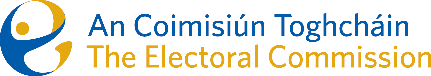 An Coimisiún Toghcháin
The Electoral Commission